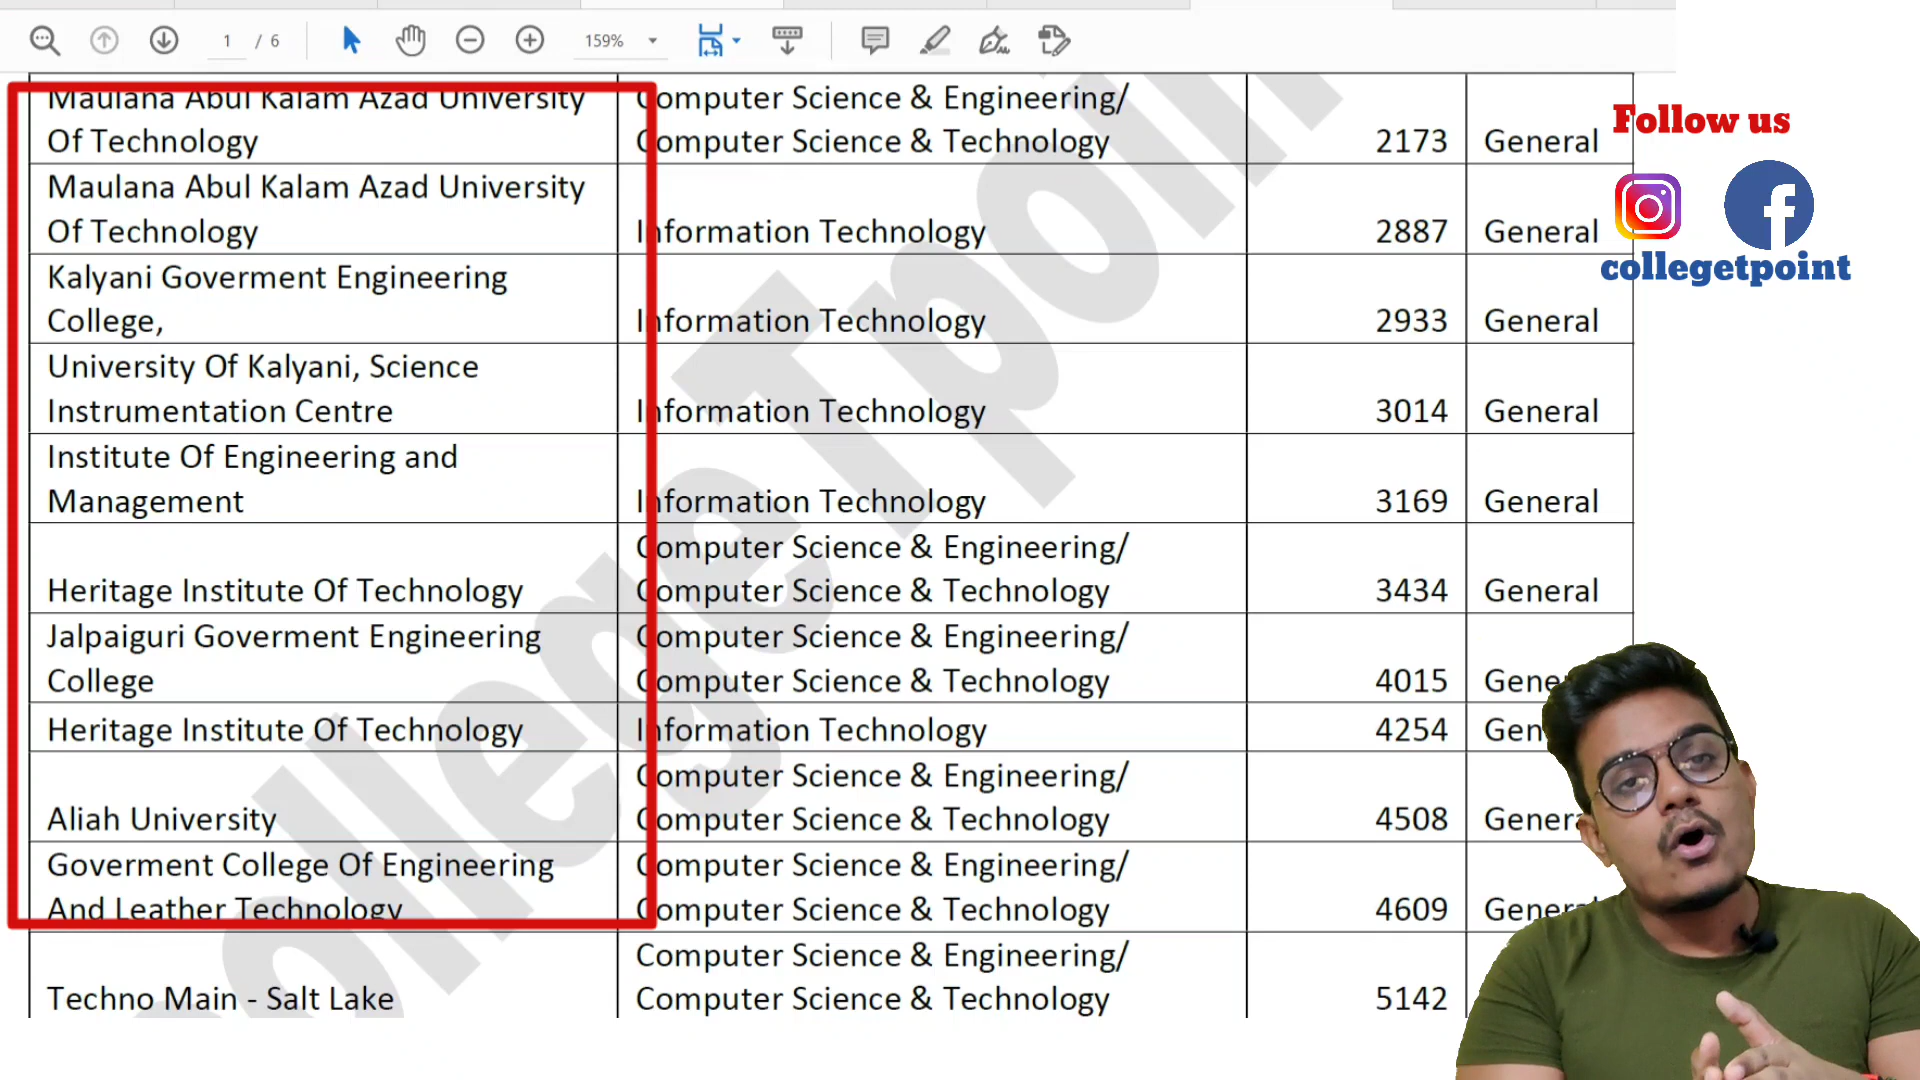 1 / 6 159%
Maulana Abul Kalam Azad University Computer Science & Engineering/
Of Technology Computer Science & Technology 2173 General
Maulana Abul Kalam Azad University
Of Technology Information Technology 2887 General
Kalyani Goverment Engineering
College, Information Technology 2933 General
University Of Kalyani, Science
Instrumentation Centre Information Technology 3014 General
Institute Of Engineering and
Management Information Technology 3169 General
Computer Science & Engineering/
Heritage Institute Of Technology Computer Science & Technology 3434 General
Jalpaiguri Goverment Engineering Computer Science & Engineering/
College Computer Science & Technology 4015 Gene
Heritage Institute Of Technology Information Technology 4254 Gen
Computer Science & Engineering/
Aliah University Computer Science & Technology 4508 Genera
Goverment College Of Engineering Computer Science & Engineering/
And Leather Technology Computer Science & Technology 4609 General
Computer Science & Engineering/
Techno Main - Salt Lake Computer Science & Technology 5142
Follow us
collegetpoint
ollegeTpoin